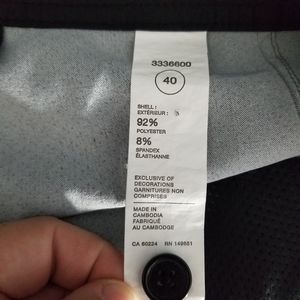 3336600
40
SHELL:
EXTÉRIEUR:
92%
POLYESTER
8%
SPANDEX
ÉLASTHANNE
EXCLUSIVE OF
DECORATIONS
GARNITURES NON
COMPRISES
MADE IN
CAMBODIA
FABRIQUÉ
AU CAMBODGE
CA 60224 RN 149851